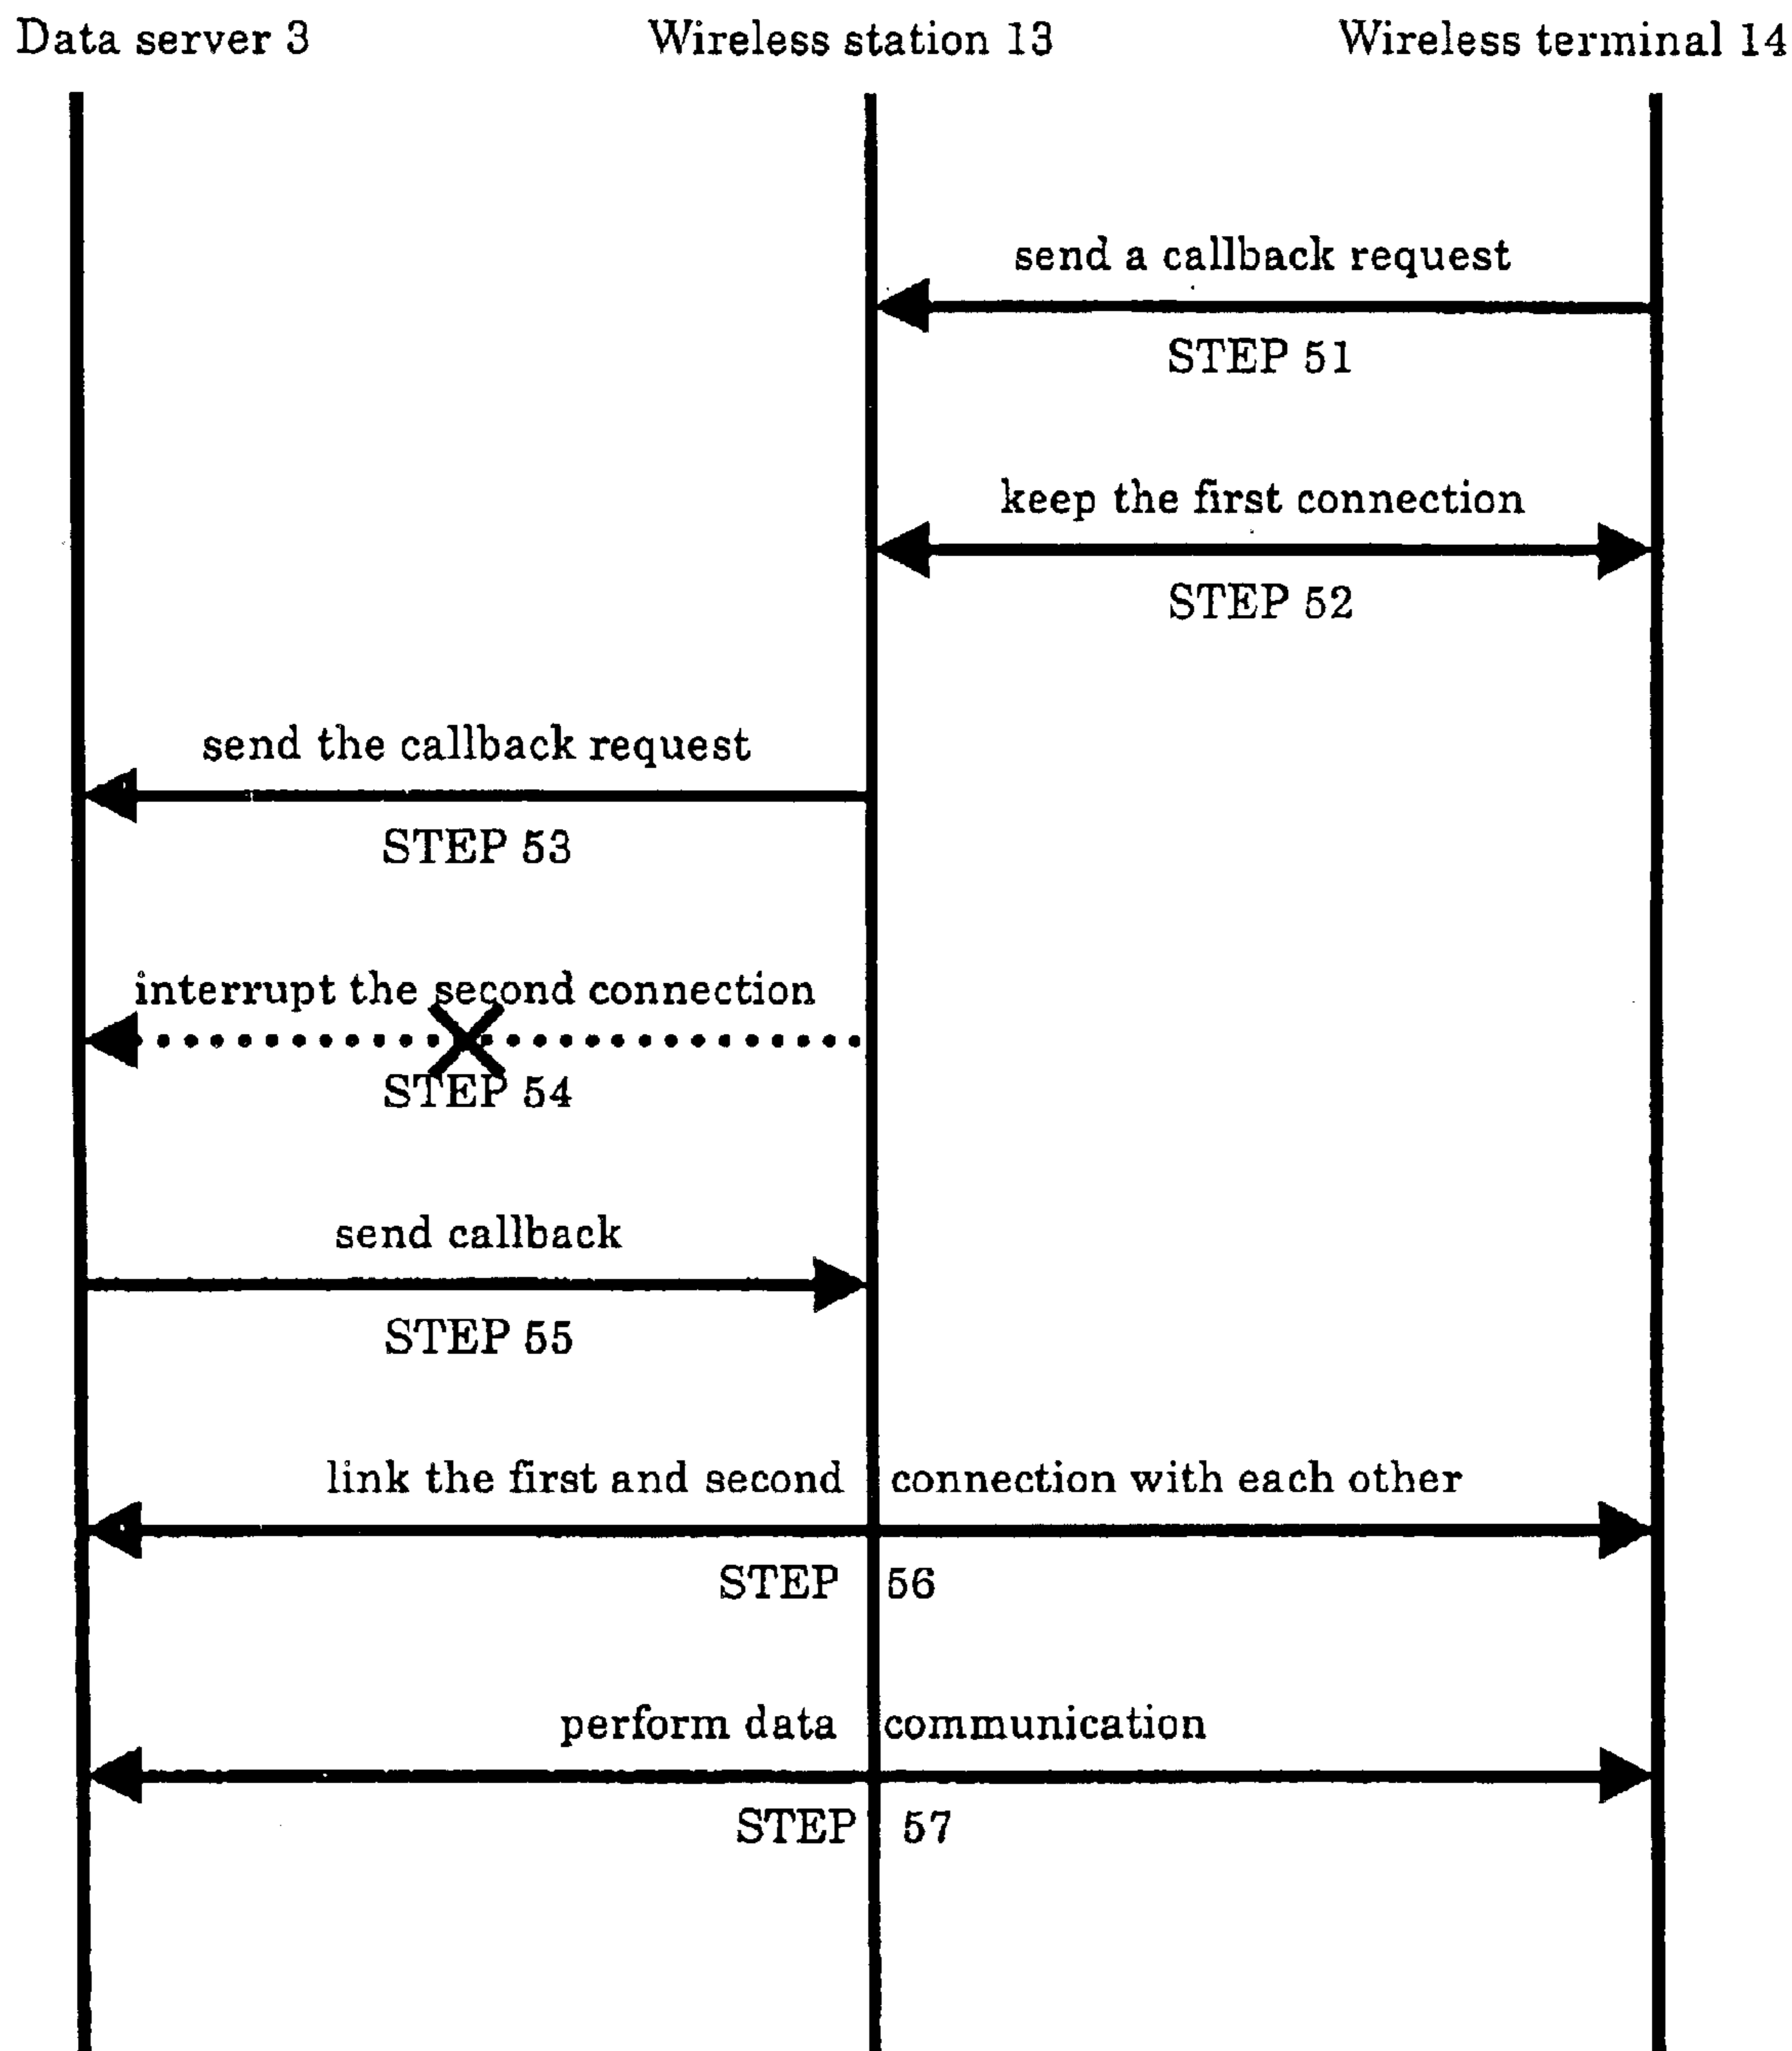 Data server 3 Wireless station 13 Wireless terminal 14
send a callback request
STEP 51
keep the first connection
STEP 52
send the callback request
STEP 53
interrupt the second connection
STEP 54
send callback
STEP 55
link the first and second connection with each other
STEP 56
perform data communication
STEP 57